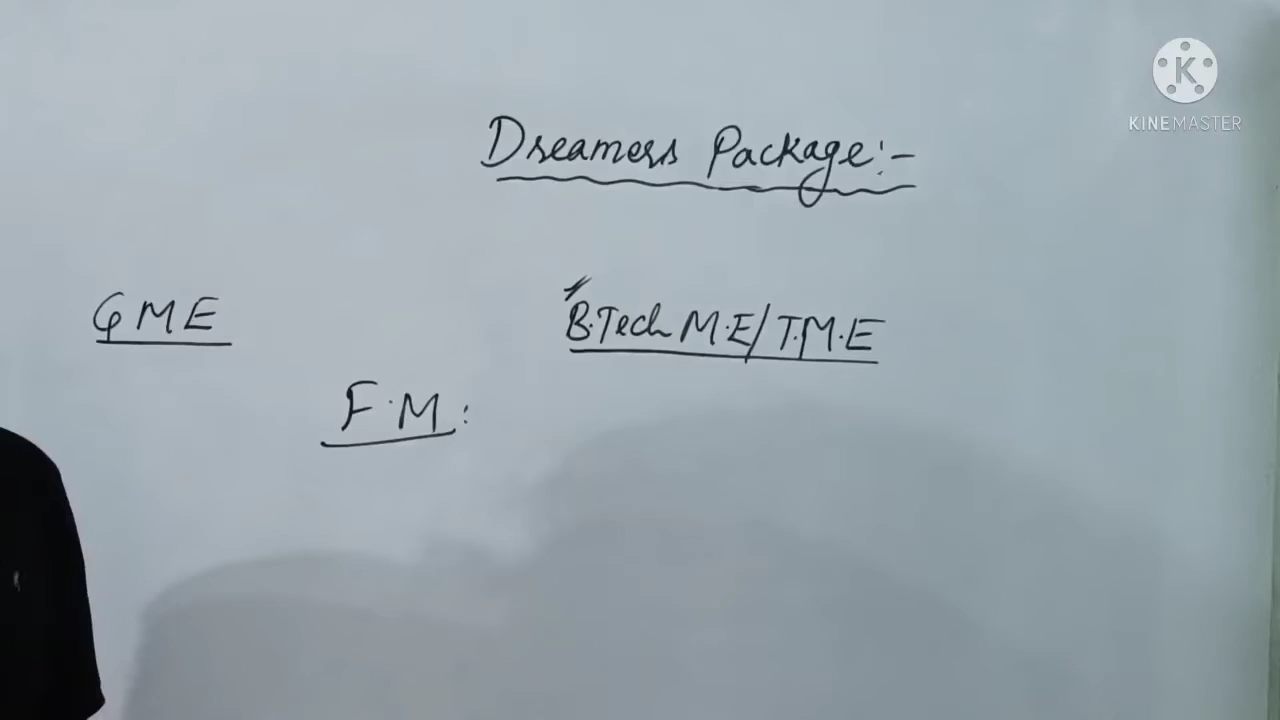 K
KINEMASTER
Dreamers Package:-
GME
B.Tech M.E/T.M.E
F.M: